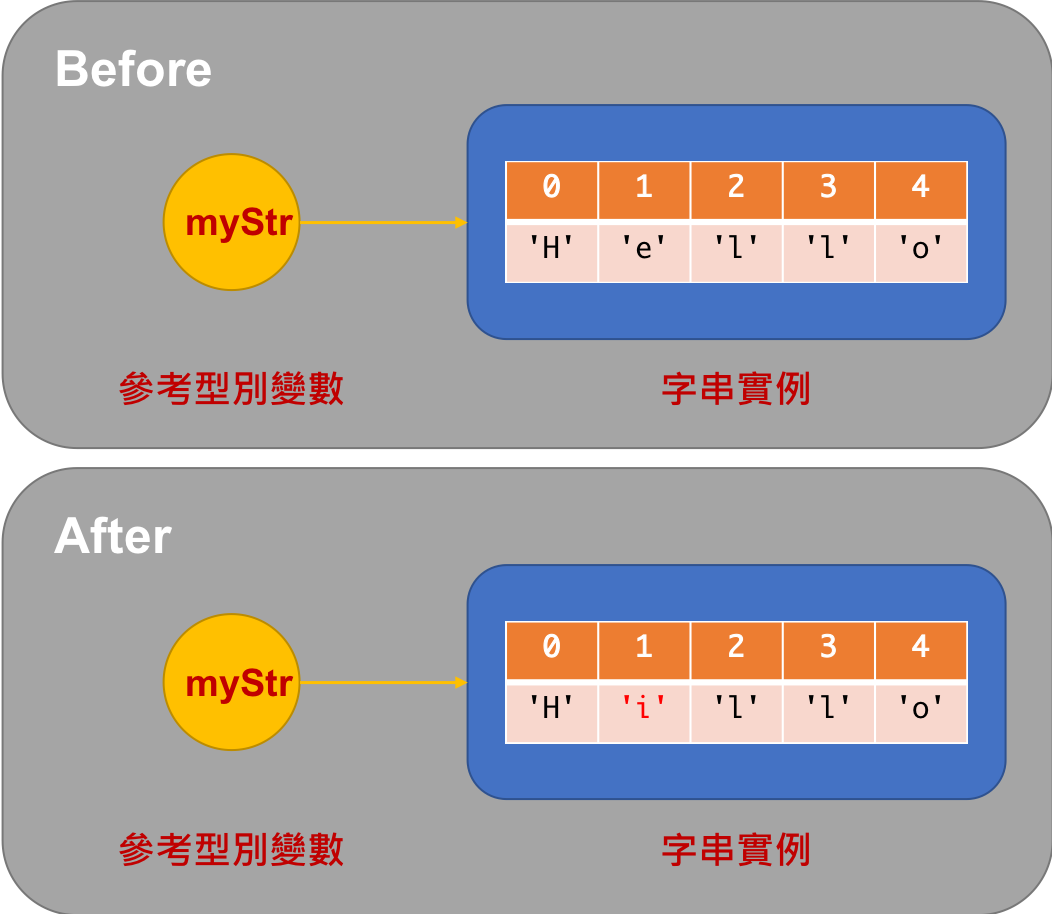 Before
myStr
0 1 2 3 4
'H' 'e' 'l' 'l' 'o'
參考型別變數
字串實例
After
myStr
0 1 2 3 4
'H' 'i' 'l' 'l' 'o'
參考型別變數
字串實例